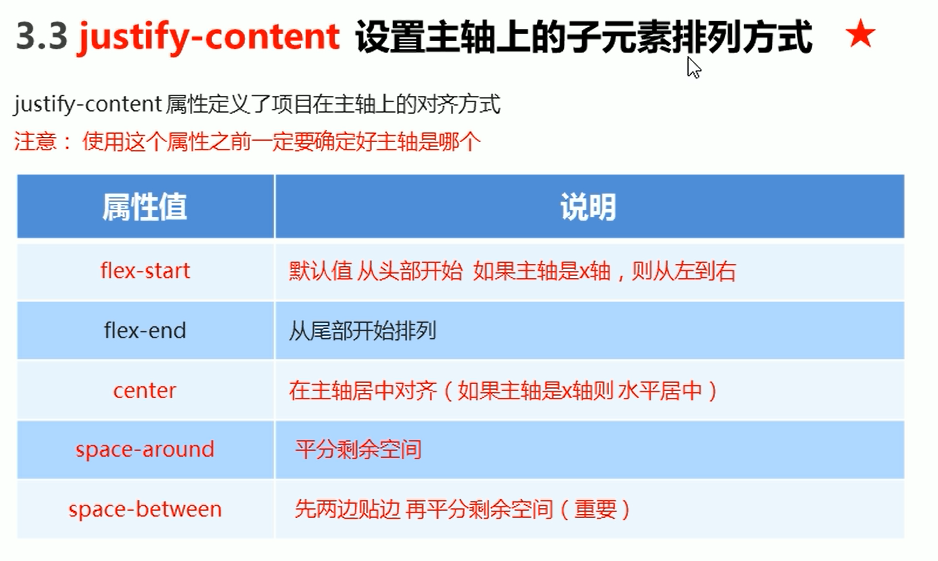 3.3 justify-content 设置主轴上的子元素排列方式 ★
justify-content 属性定义了项目在主轴上的对齐方式
注意： 使用这个属性之前一定要确定好主轴是哪个
属性值 说明
flex-start 默认值 从头部开始 如果主轴是x轴，则从左到右
flex-end 从尾部开始排列
center 在主轴居中对齐（如果主轴是x轴则 水平居中）
space-around 平分剩余空间
space-between 先两边贴边 再平分剩余空间（重要）